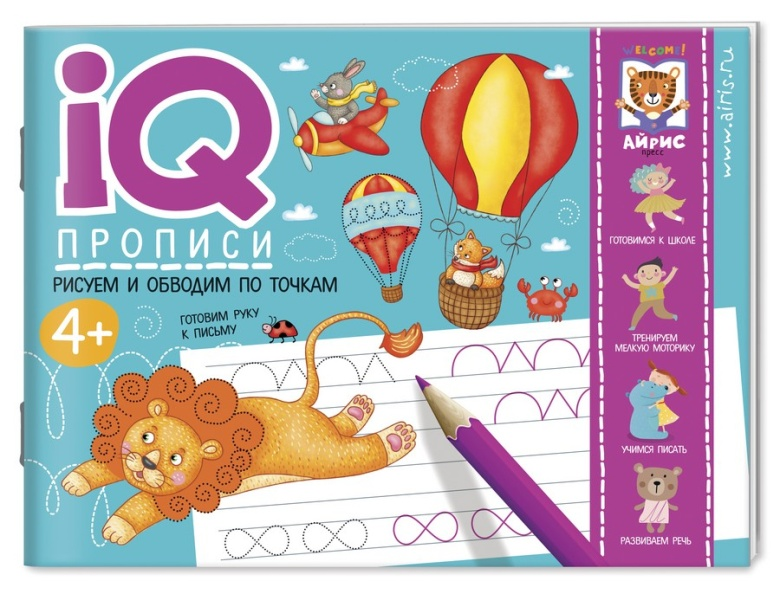 iQ
ПРОПИСИ
РИСУЕМ И ОБВОДИМ ПО ТОЧКАМ
4+
ГОТОВИМ РУКУ
К ПИСЬМУ
WELCOME!
АЙРИС
пресс
www.airis.ru
ГОТОВИМСЯ К ШКОЛЕ
ТРЕНИРУЕМ
МЕЛКУЮ МОТОРИКУ
УЧИМСЯ ПИСАТЬ
РАЗВИВАЕМ РЕЧЬ